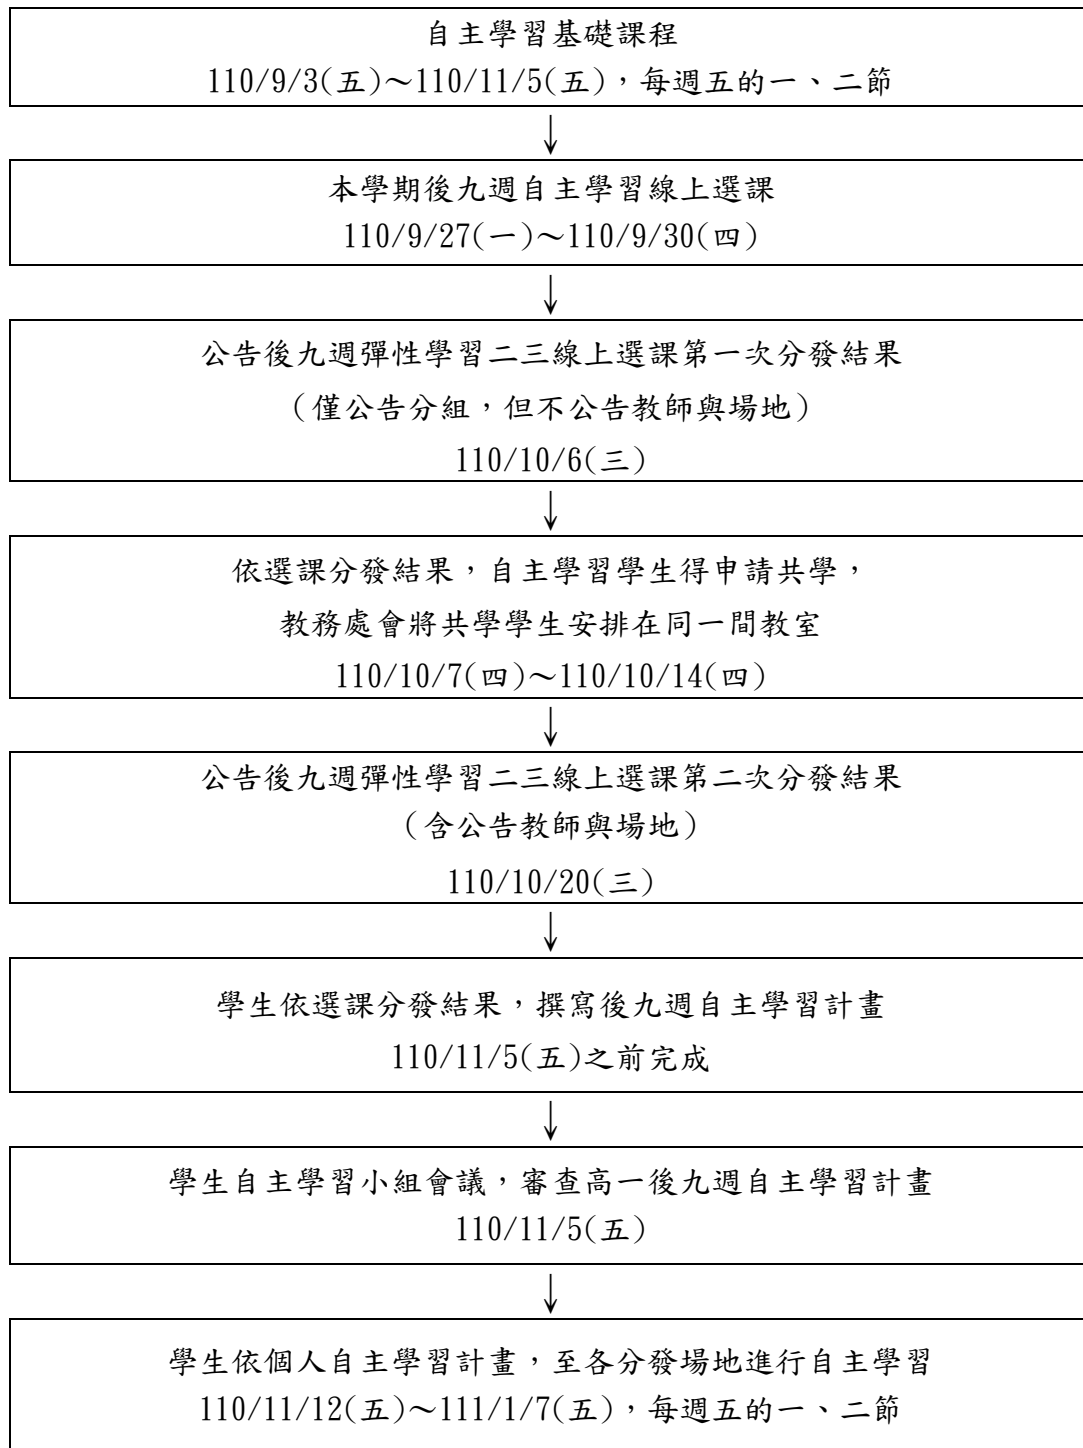 自主學習基礎課程
110/9/3(五)～110/11/5(五)，每週五的一、二節
↓
本學期後九週自主學習線上選課
110/9/27(一)～110/9/30(四)
↓
公告後九週彈性學習二三線上選課第一次分發結果
（僅公告分組，但不公告教師與場地）
110/10/6(三)
↓
依選課分發結果，自主學習學生得申請共學，
教務處會將共學學生安排在同一間教室
110/10/7(四)～110/10/14(四)
↓
公告後九週彈性學習二三線上選課第二次分發結果
（含公告教師與場地）
110/10/20(三)
↓
學生依選課分發結果，撰寫後九週自主學習計畫
110/11/5(五)之前完成
↓
學生自主學習小組會議，審查高一後九週自主學習計畫
110/11/5(五)
↓
學生依個人自主學習計畫，至各分發場地進行自主學習
110/11/12(五)～111/1/7(五)，每週五的一、二節